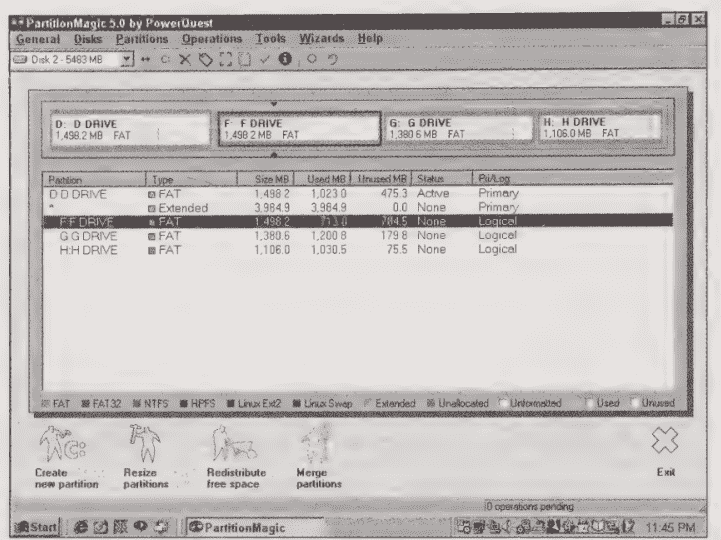 PartitionMagic 5.0 by PowerQuest
General Disks Partitions Operations Tools Wizards Help
Disk 2 - 5483 MB C:
D: D DRIVE
1,498.2 MB FAT
F: F DRIVE
1,498.2 MB FAT
G: G DRIVE
1,380.6 MB FAT
H: H DRIVE
1,106.0 MB FAT
Partition Type Size MB Used MB Unused MB Status Pri/Log
D:D DRIVE FAT 1,498.2 1,023.0 475.3 Active Primary
* Extended 3,984.9 3,984.9 0.0 None Primary
F:F DRIVE FAT 1,498.2 713.8 784.5 None Logical
G:G DRIVE FAT 1,380.6 1,200.8 179.8 None Logical
H:H DRIVE FAT 1,106.0 1,030.5 75.5 None Logical
FAT FAT32 NTFS HPFS Linux Ext2 Linux Swap Extended Unallocated Unformatted Used Unused
C:
Create
new partition
Resize
partitions
Redistribute
free space
Merge
partitions
Exit
0 operations pending
Start PartitionMagic 11:45 PM